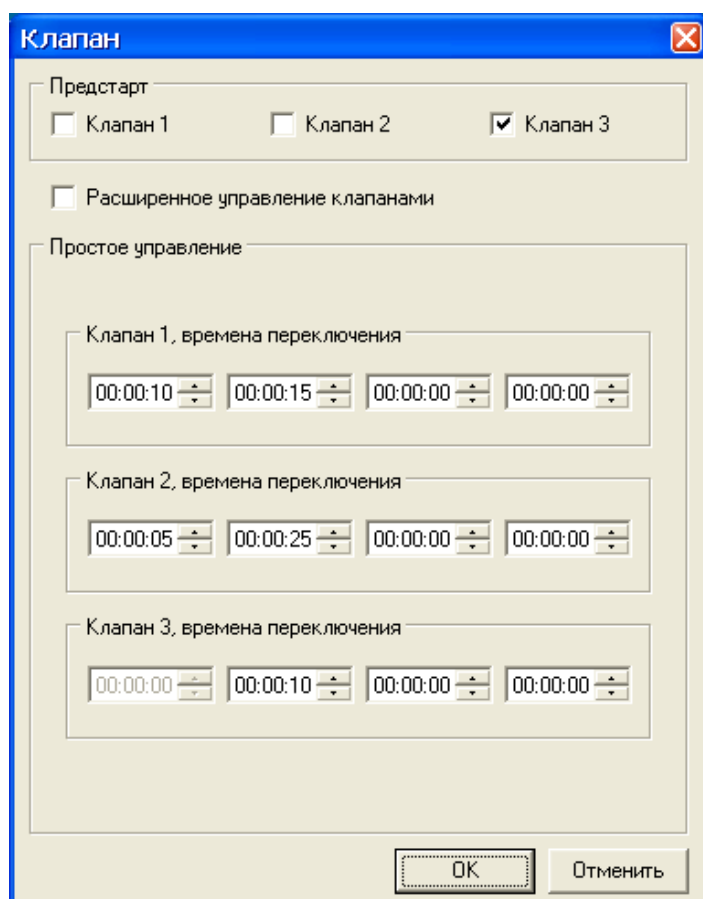 Клапан
Предстарт
Клапан 1 Клапан 2 Клапан 3
Расширенное управление клапанами
Простое управление
Клапан 1, времена переключения
00:00:10 00:00:15 00:00:00 00:00:00
Клапан 2, времена переключения
00:00:05 00:00:25 00:00:00 00:00:00
Клапан 3, времена переключения
00:00:00 00:00:10 00:00:00 00:00:00
OK Отменить